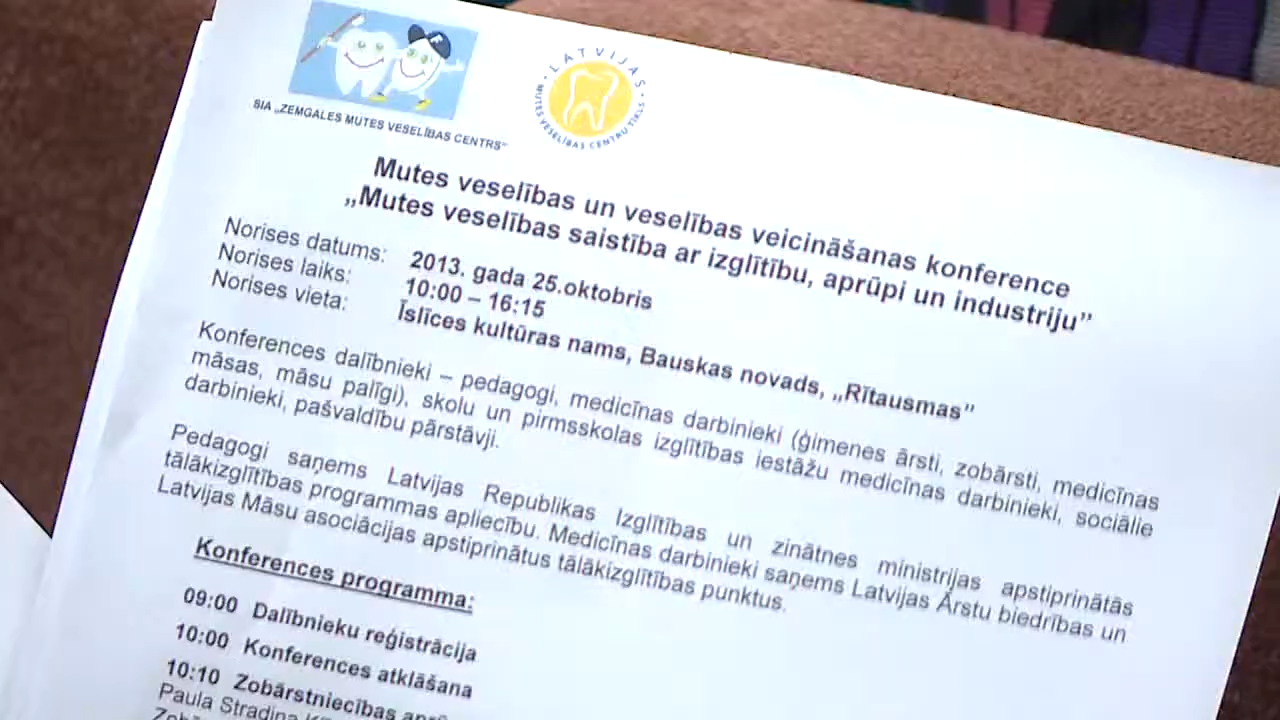 SIA „ZEMGALES MUTES VESELĪBAS CENTRS"
LATVIJAS
MUTES VESELĪBAS CENTRU TĪKLS
Mutes veselības un veselības veicināšanas konference
„Mutes veselības saistība ar izglītību, aprūpi un industriju”
Norises datums: 2013. gada 25.oktobris
Norises laiks: 10:00 – 16:15
Norises vieta: Īslīces kultūras nams, Bauskas novads, „Rītausmas”
Konferences dalībnieki – pedagogi, medicīnas darbinieki (ģimenes ārsti, zobārsti, medicīnas
māsas, māsu palīgi), skolu un pirmsskolas izglītības iestāžu medicīnas darbinieki, sociālie
darbinieki, pašvaldību pārstāvji.
Pedagogi saņems Latvijas Republikas Izglītības un zinātnes ministrijas apstiprinātās
tālākizglītības programmas apliecību. Medicīnas darbinieki saņems Latvijas Ārstu biedrības un
Latvijas Māsu asociācijas apstiprinātus tālākizglītības punktus.
Konferences programma:
09:00 Dalībnieku reģistrācija
10:00 Konferences atklāšana
10:10 Zobārstniecības
Paula Stradiņa